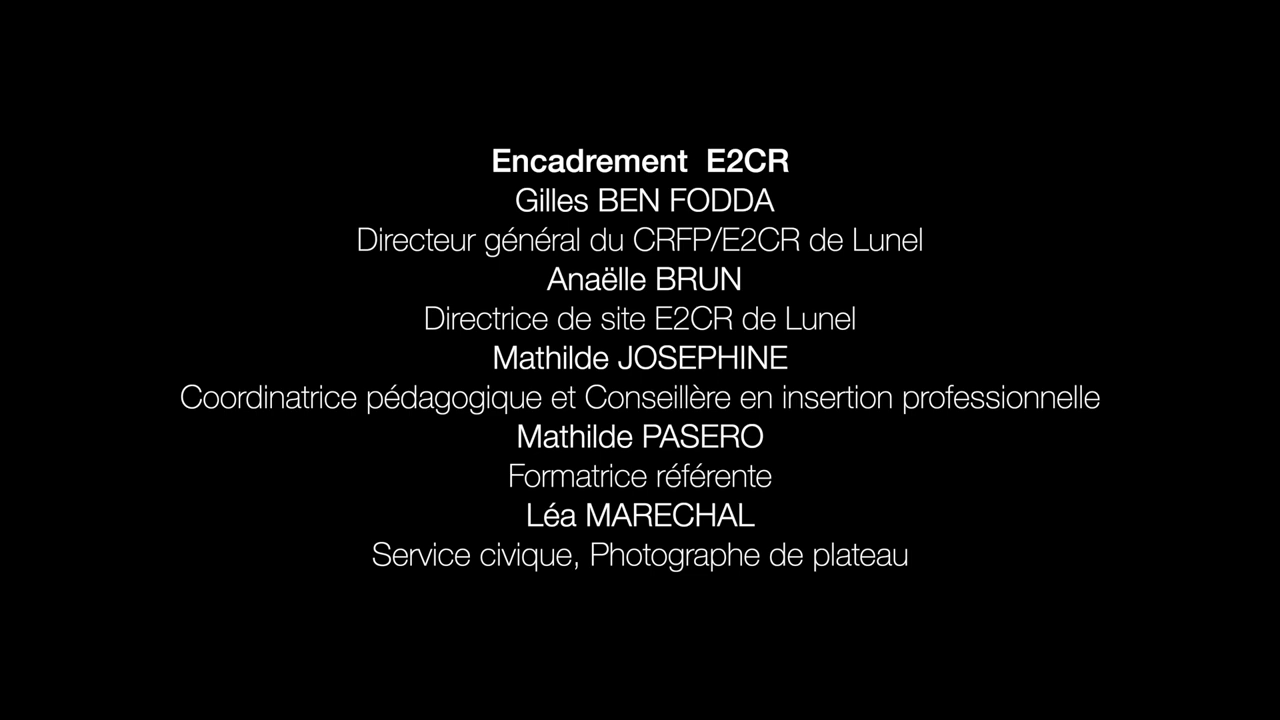 Encadrement  E2CR
Gilles BEN FODDA
Directeur général du CRFP/E2CR de Lunel
Anaëlle BRUN
Directrice de site E2CR de Lunel
Mathilde JOSEPHINE
Coordinatrice pédagogique et Conseillère en insertion professionnelle
Mathilde PASERO
Formatrice référente
Léa MARECHAL
Service civique, Photographe de plateau